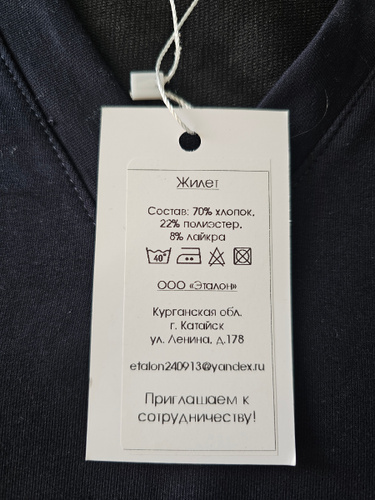 Жилет
Состав: 70% хлопок,
22% полиэстер,
8% лайкра
40°
ООО «Эталон»
Курганская обл.
г. Катайск
ул. Ленина, д.178
etalon240913@yandex.ru
Приглашаем к
сотрудничеству!